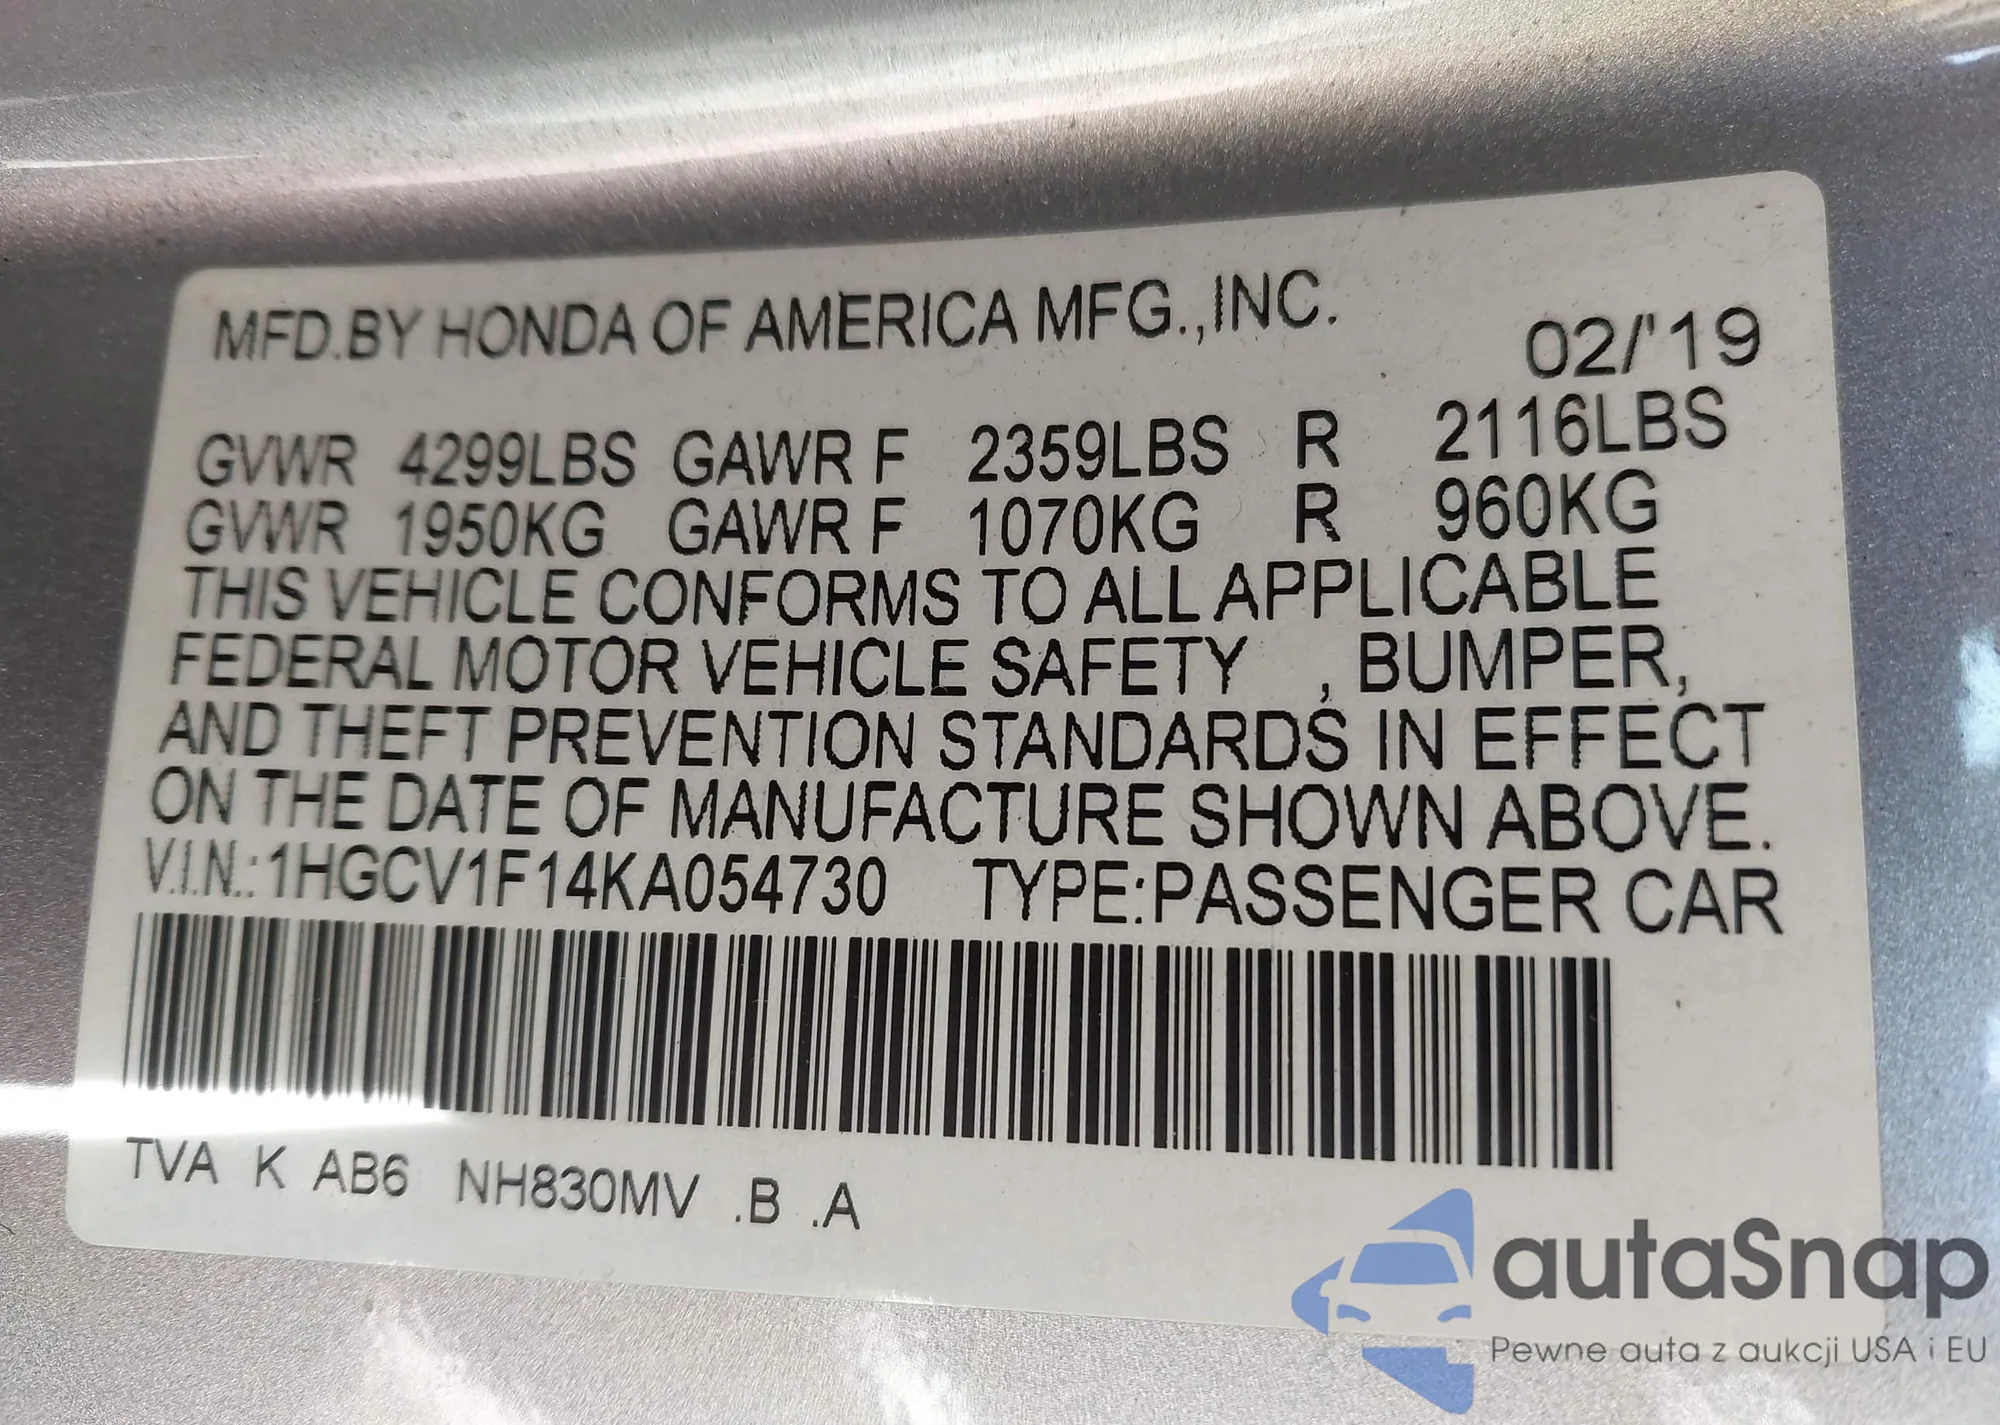 MFD.BY HONDA OF AMERICA MFG.,INC.
02/'19
GVWR 4299LBS GAWR F 2359LBS R 2116LBS
GVWR 1950KG GAWR F 1070KG R 960KG
THIS VEHICLE CONFORMS TO ALL APPLICABLE
FEDERAL MOTOR VEHICLE SAFETY , BUMPER,
AND THEFT PREVENTION STANDARDS IN EFFECT
ON THE DATE OF MANUFACTURE SHOWN ABOVE.
V.I.N.:1HGCV1F14KA054730 TYPE:PASSENGER CAR
TVA K AB6 NH830MV .B .A
autaSnap
Pewne auta z aukcji USA i EU